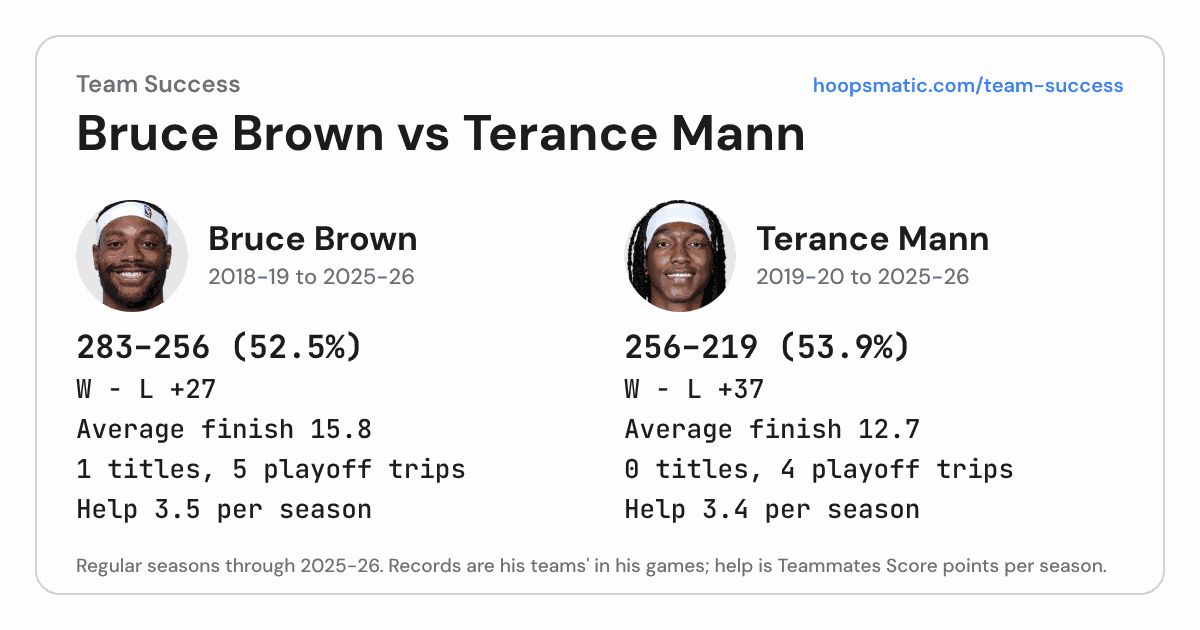 Team Success
hoopsmatic.com/team-success
Bruce Brown vs Terance Mann
Bruce Brown
2018-19 to 2025-26
283-256 (52.5%)
W - L +27
Average finish 15.8
1 titles, 5 playoff trips
Help 3.5 per season
Terance Mann
2019-20 to 2025-26
256-219 (53.9%)
W - L +37
Average finish 12.7
0 titles, 4 playoff trips
Help 3.4 per season
Regular seasons through 2025-26. Records are his teams' in his games; help is Teammates Score points per season.